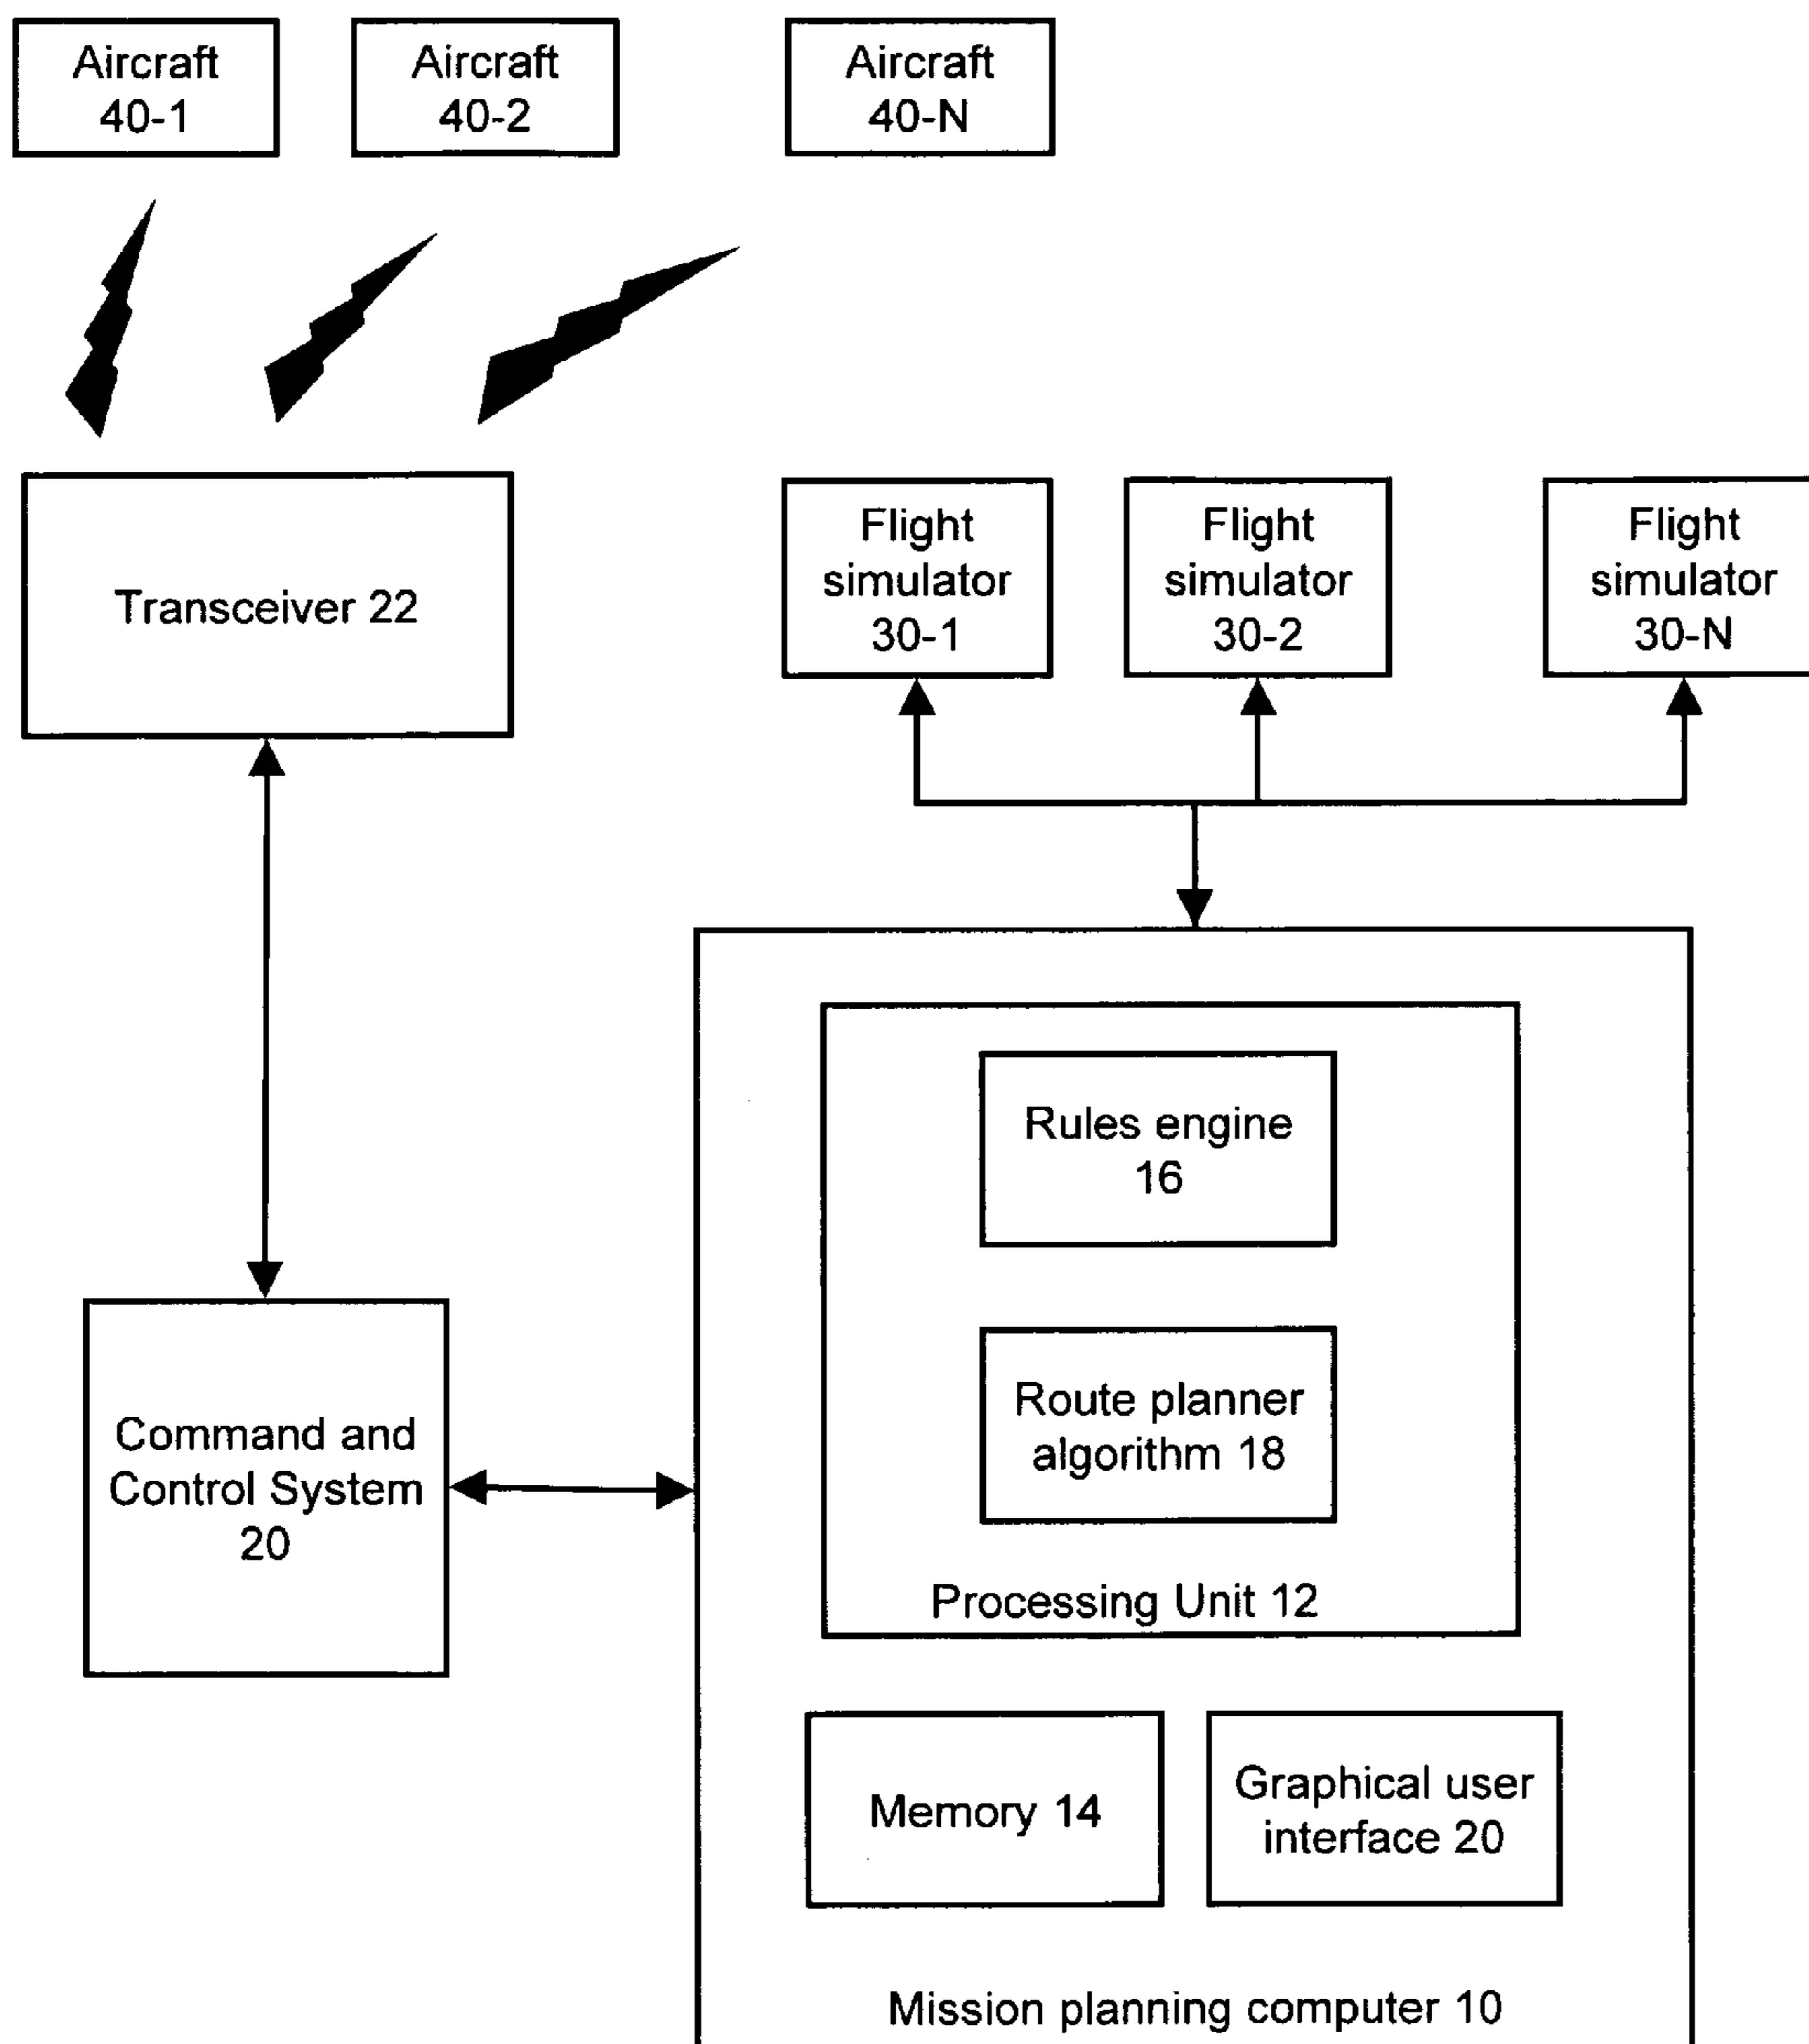 Aircraft
40-1
Aircraft
40-2
Aircraft
40-N
Transceiver 22
Flight
simulator
30-1
Flight
simulator
30-2
Flight
simulator
30-N
Rules engine
16
Route planner
algorithm 18
Processing Unit 12
Command and
Control System
20
Memory 14
Graphical user
interface 20
Mission planning computer 10